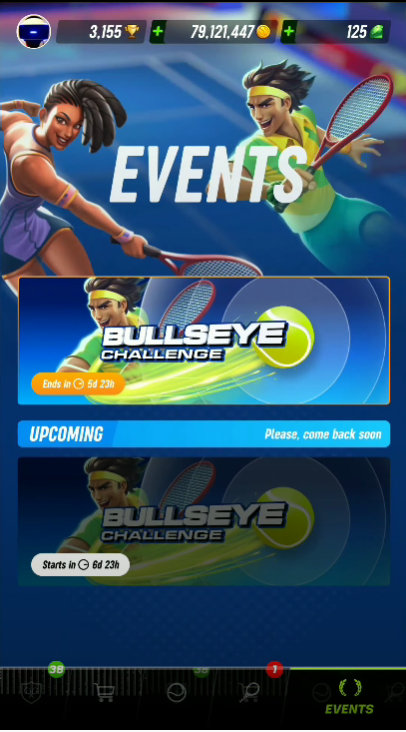 3,155 + 79,121,447 + 125
EVENTS
BULLSEYE
CHALLENGE
Ends in 5d 23h
UPCOMING Please, come back soon
BULLSEYE
CHALLENGE
Starts in 6d 23h
38 38 1
EVENTS